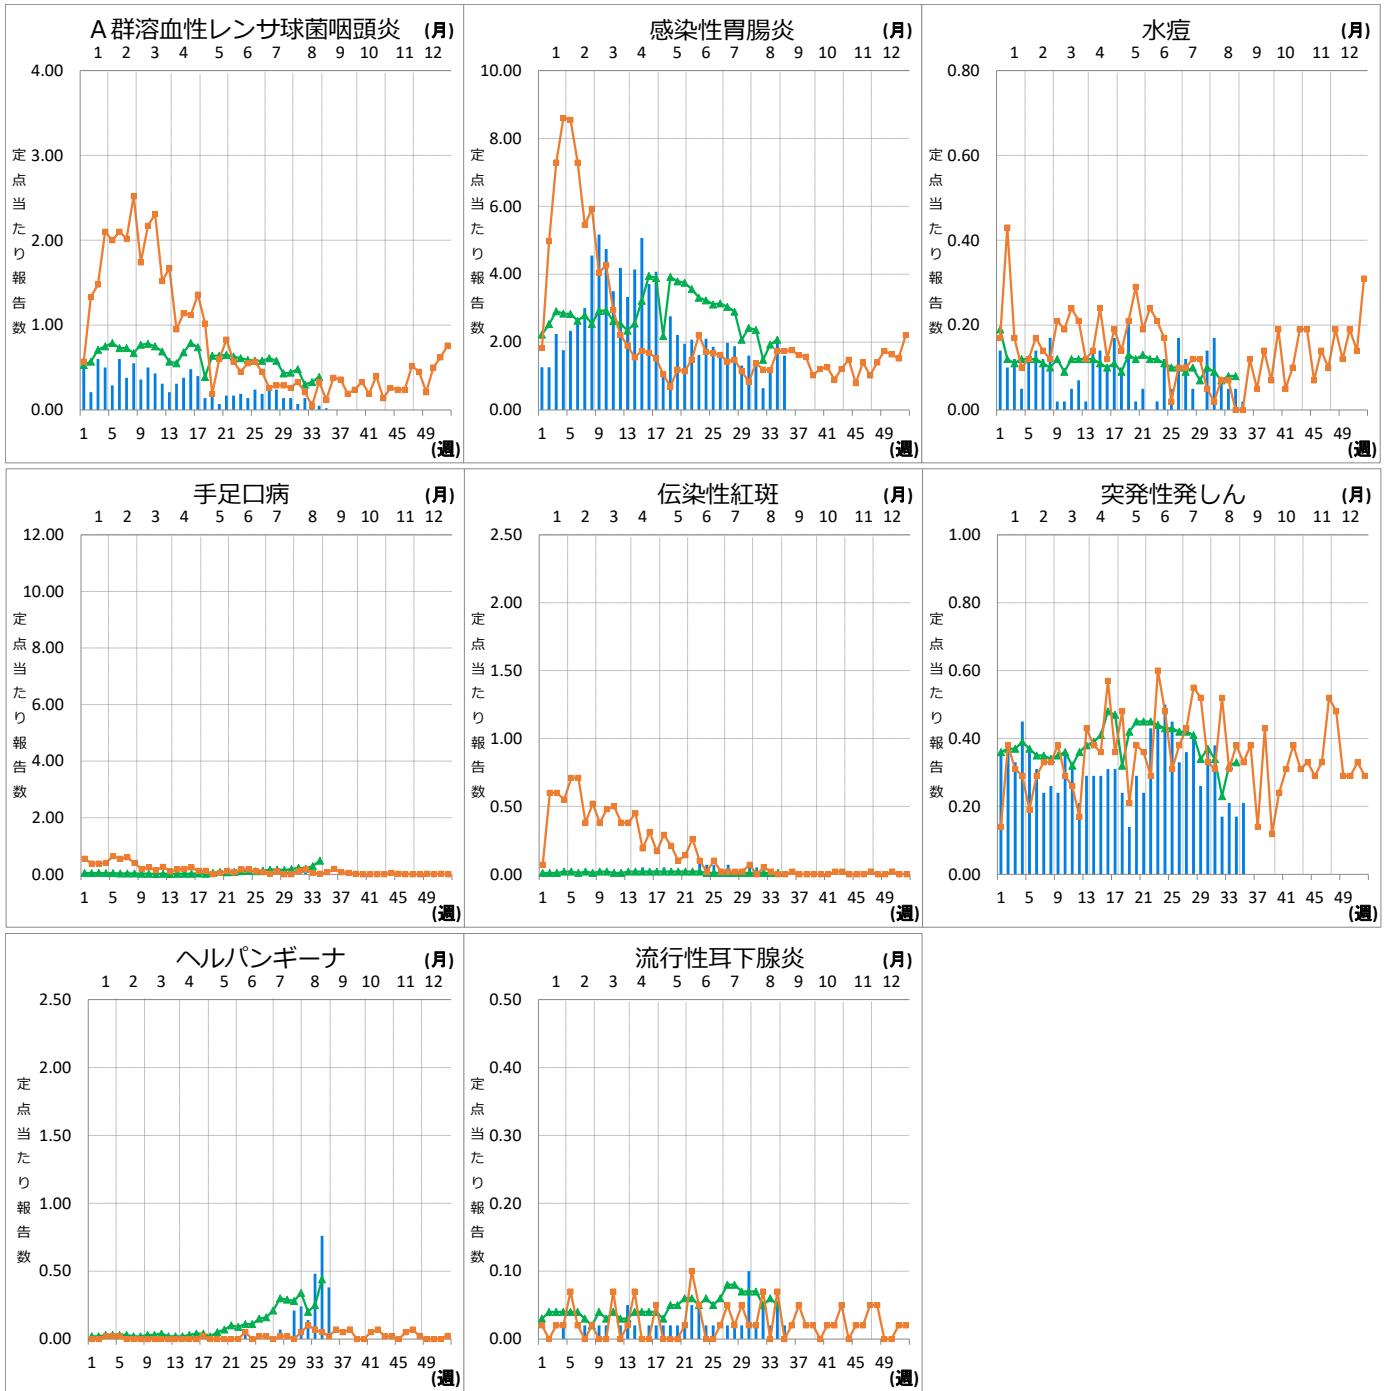 A群溶血性レンサ球菌咽頭炎 (月)
1 2 3 4 5 6 7 8 9 10 11 12
4.00
3.00
2.00
1.00
0.00
定点当たり報告数
1 5 9 13 17 21 25 29 33 37 41 45 49
(週)
感染性胃腸炎 (月)
1 2 3 4 5 6 7 8 9 10 11 12
10.00
8.00
6.00
4.00
2.00
0.00
定点当たり報告数
1 5 9 13 17 21 25 29 33 37 41 45 49
(週)
水痘 (月)
1 2 3 4 5 6 7 8 9 10 11 12
0.80
0.60
0.40
0.20
0.00
定点当たり報告数
1 5 9 13 17 21 25 29 33 37 41 45 49
(週)
手足口病 (月)
1 2 3 4 5 6 7 8 9 10 11 12
12.00
10.00
8.00
6.00
4.00
2.00
0.00
定点当たり報告数
1 5 9 13 17 21 25 29 33 37 41 45 49
(週)
伝染性紅斑 (月)
1 2 3 4 5 6 7 8 9 10 11 12
2.50
2.00
1.50
1.00
0.50
0.00
定点当たり報告数
1 5 9 13 17 21 25 29 33 37 41 45 49
(週)
突発性発しん (月)
1 2 3 4 5 6 7 8 9 10 11 12
1.00
0.80
0.60
0.40
0.20
0.00
定点当たり報告数
1 5 9 13 17 21 25 29 33 37 41 45 49
(週)
ヘルパンギーナ (月)
1 2 3 4 5 6 7 8 9 10 11 12
2.50
2.00
1.50
1.00
0.50
0.00
定点当たり報告数
1 5 9 13 17 21 25 29 33 37 41 45 49
(週)
流行性耳下腺炎 (月)
1 2 3 4 5 6 7 8 9 10 11 12
0.50
0.40
0.30
0.20
0.10
0.00
定点当たり報告数
1 5 9 13 17 21 25 29 33 37 41 45 49
(週)